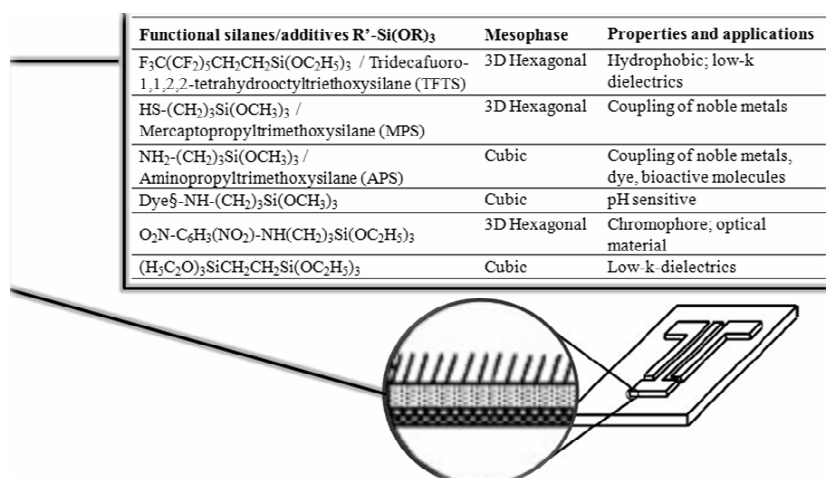 Functional silanes/additives R’-Si(OR)₃ Mesophase Properties and applications
F₃C(CF₂)₅CH₂CH₂Si(OC₂H₅)₃ / Tridecafuoro- 3D Hexagonal Hydrophobic; low-k
1,1,2,2-tetrahydrooctyltriethoxysilane (TFTS) dielectrics
HS-(CH₂)₃Si(OCH₃)₃ / 3D Hexagonal Coupling of noble metals
Mercaptopropyltrimethoxysilane (MPS)
NH₂-(CH₂)₃Si(OCH₃)₃ / Cubic Coupling of noble metals,
Aminopropyltrimethoxysilane (APS) dye, bioactive molecules
Dye§-NH-(CH₂)₃Si(OCH₃)₃ Cubic pH sensitive
O₂N-C₆H₃(NO₂)-NH(CH₂)₃Si(OC₂H₅)₃ 3D Hexagonal Chromophore; optical
material
(H₅C₂O)₃SiCH₂CH₂Si(OC₂H₅)₃ Cubic Low-k-dielectrics